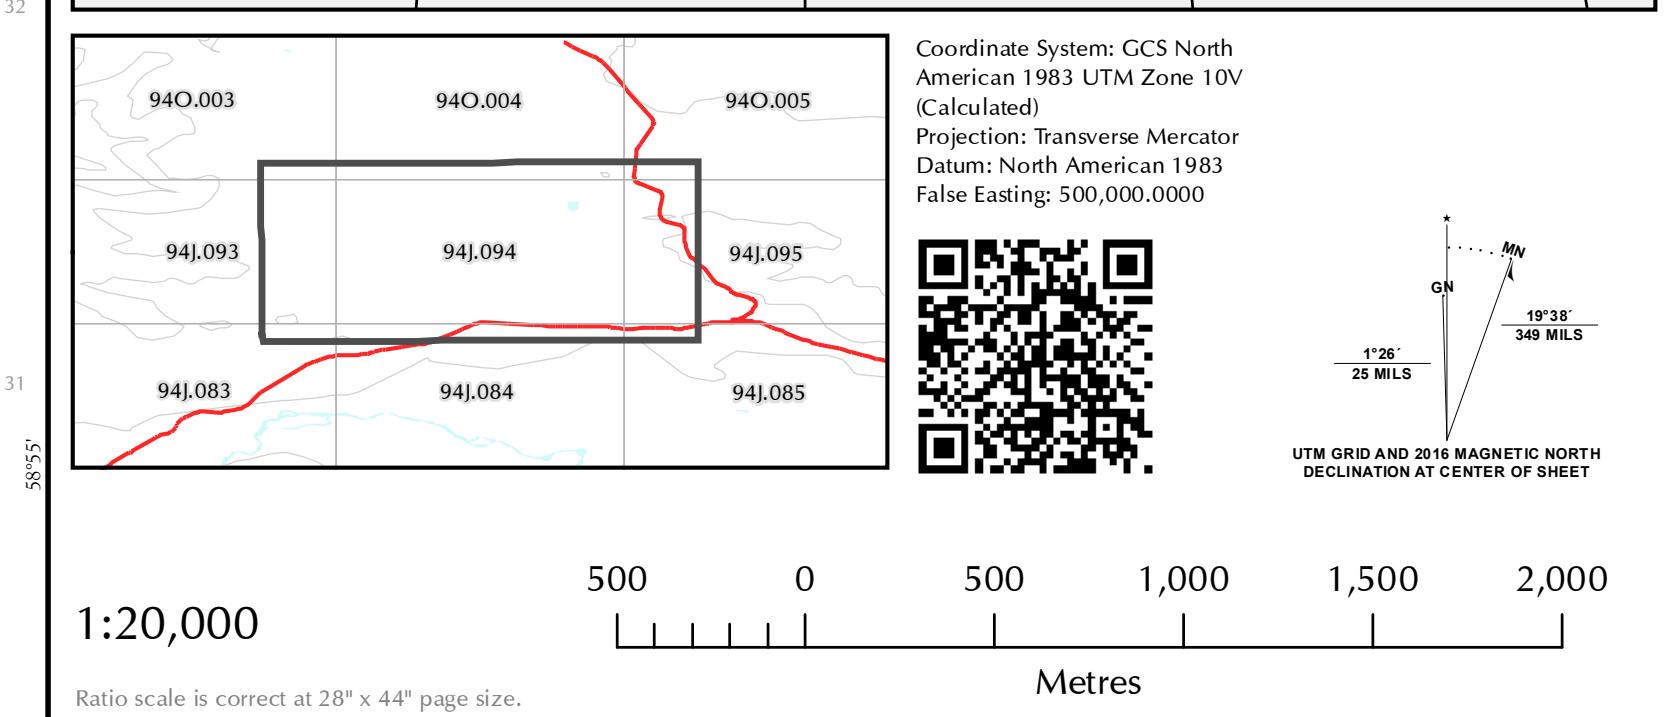 32
94O.003
94O.004
94O.005
94J.093
94J.094
94J.095
94J.083
94J.084
94J.085
31
58°55'
Coordinate System: GCS North
American 1983 UTM Zone 10V
(Calculated)
Projection: Transverse Mercator
Datum: North American 1983
False Easting: 500,000.0000
MN
GN
19°38´
349 MILS
1°26´
25 MILS
UTM GRID AND 2016 MAGNETIC NORTH
DECLINATION AT CENTER OF SHEET
1:20,000
500 0 500 1,000 1,500 2,000
Metres
Ratio scale is correct at 28" x 44" page size.